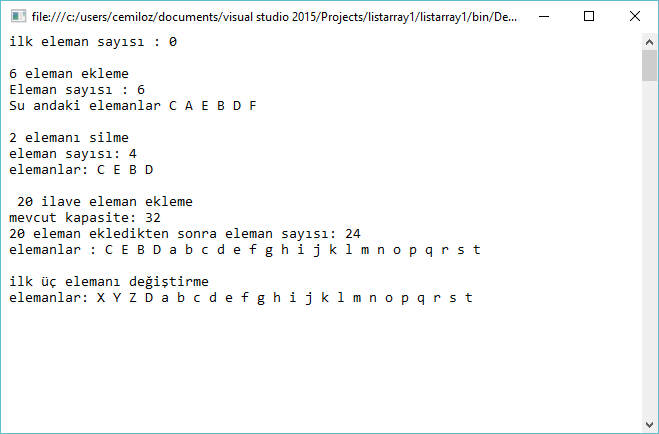 file:///c:/users/cemiloz/documents/visual studio 2015/Projects/listarray1/listarray1/bin/De...
ilk eleman sayısı : 0
6 eleman ekleme
Eleman sayısı : 6
Su andaki elemanlar C A E B D F
2 elemanı silme
eleman sayısı: 4
elemanlar: C E B D
20 ilave eleman ekleme
mevcut kapasite: 32
20 eleman ekledikten sonra eleman sayısı: 24
elemanlar : C E B D a b c d e f g h i j k l m n o p q r s t
ilk üç elemanı değiştirme
elemanlar: X Y Z D a b c d e f g h i j k l m n o p q r s t